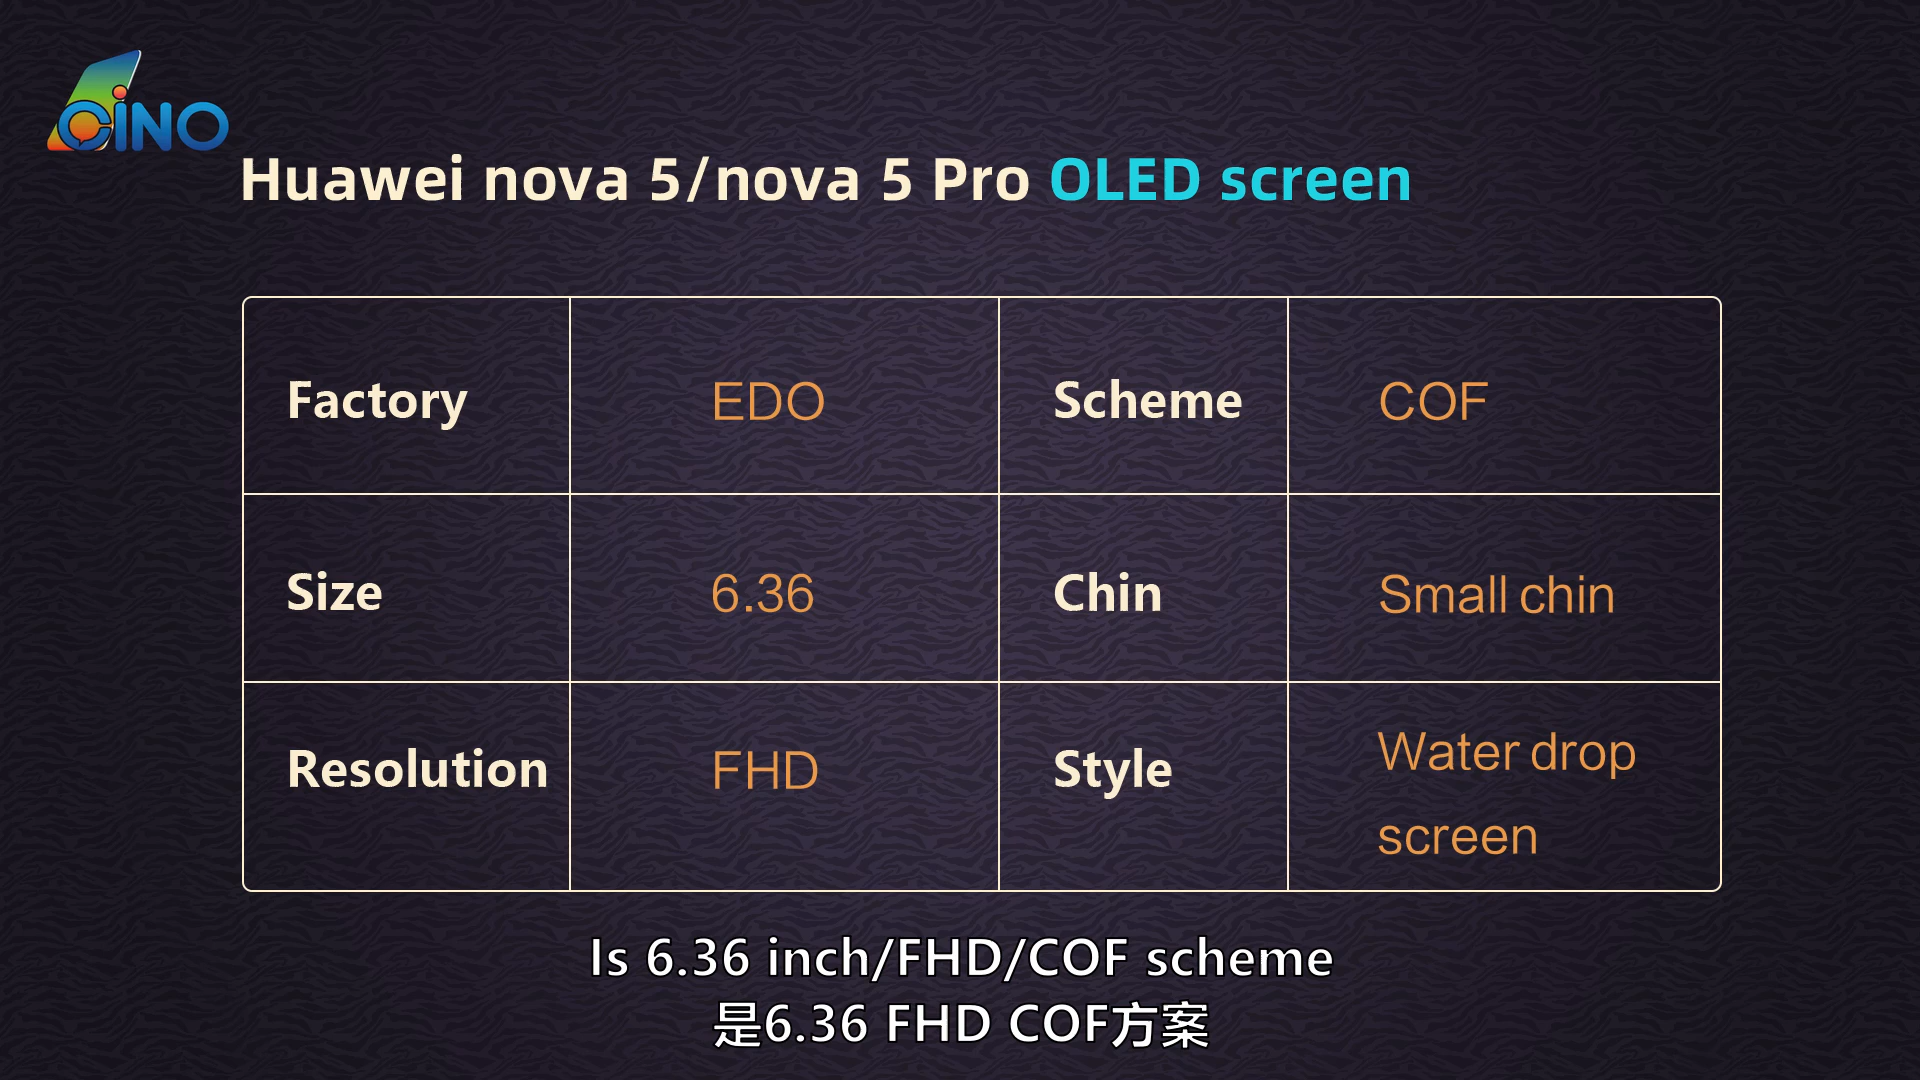 CINO
Huawei nova 5/nova 5 Pro OLED screen
Factory EDO Scheme COF
Size 6.36 Chin Small chin
Resolution FHD Style Water drop
screen
Is 6.36 inch/FHD/COF scheme
是6.36 FHD COF方案